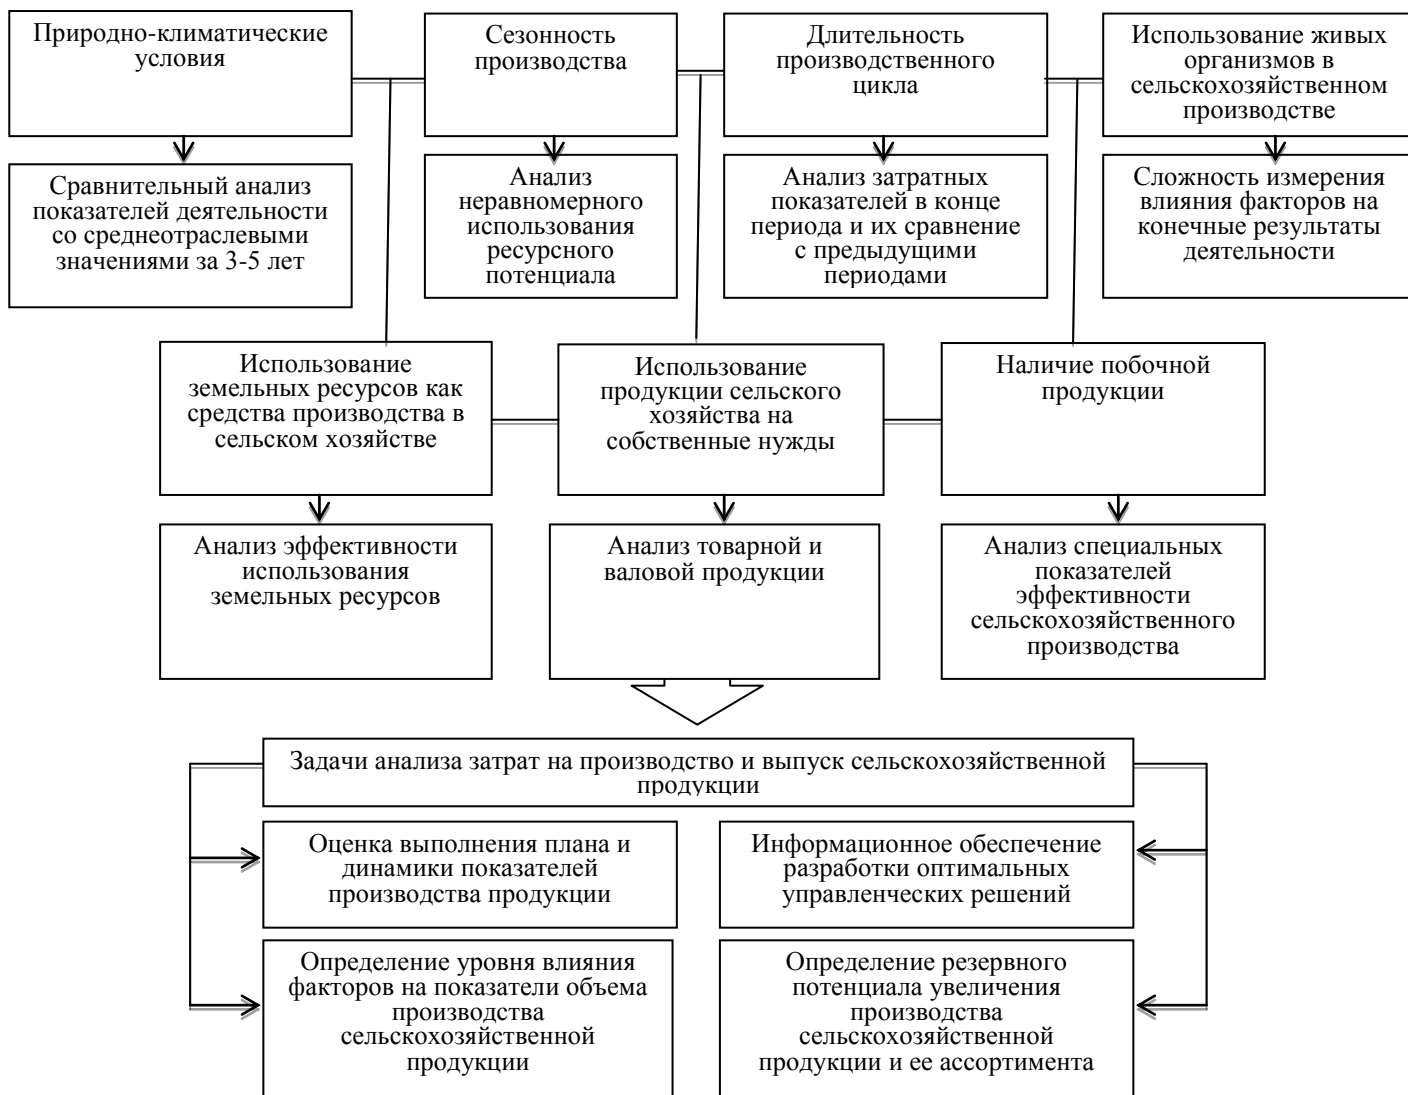 Природно-климатические
условия
Сезонность
производства
Длительность
производственного
цикла
Использование живых
организмов в
сельскохозяйственном
производстве
Сравнительный анализ
показателей деятельности
со среднеотраслевыми
значениями за 3-5 лет
Анализ
неравномерного
использования
ресурсного
потенциала
Анализ затратных
показателей в конце
периода и их сравнение
с предыдущими
периодами
Сложность измерения
влияния факторов на
конечные результаты
деятельности
Использование
земельных ресурсов как
средства производства в
сельском хозяйстве
Использование
продукции сельского
хозяйства на
собственные нужды
Наличие побочной
продукции
Анализ эффективности
использования
земельных ресурсов
Анализ товарной и
валовой продукции
Анализ специальных
показателей
эффективности
сельскохозяйственного
производства
Задачи анализа затрат на производство и выпуск сельскохозяйственной
продукции
Оценка выполнения плана и
динамики показателей
производства продукции
Информационное обеспечение
разработки оптимальных
управленческих решений
Определение уровня влияния
факторов на показатели объема
производства
сельскохозяйственной
продукции
Определение резервного
потенциала увеличения
производства
сельскохозяйственной
продукции и ее ассортимента